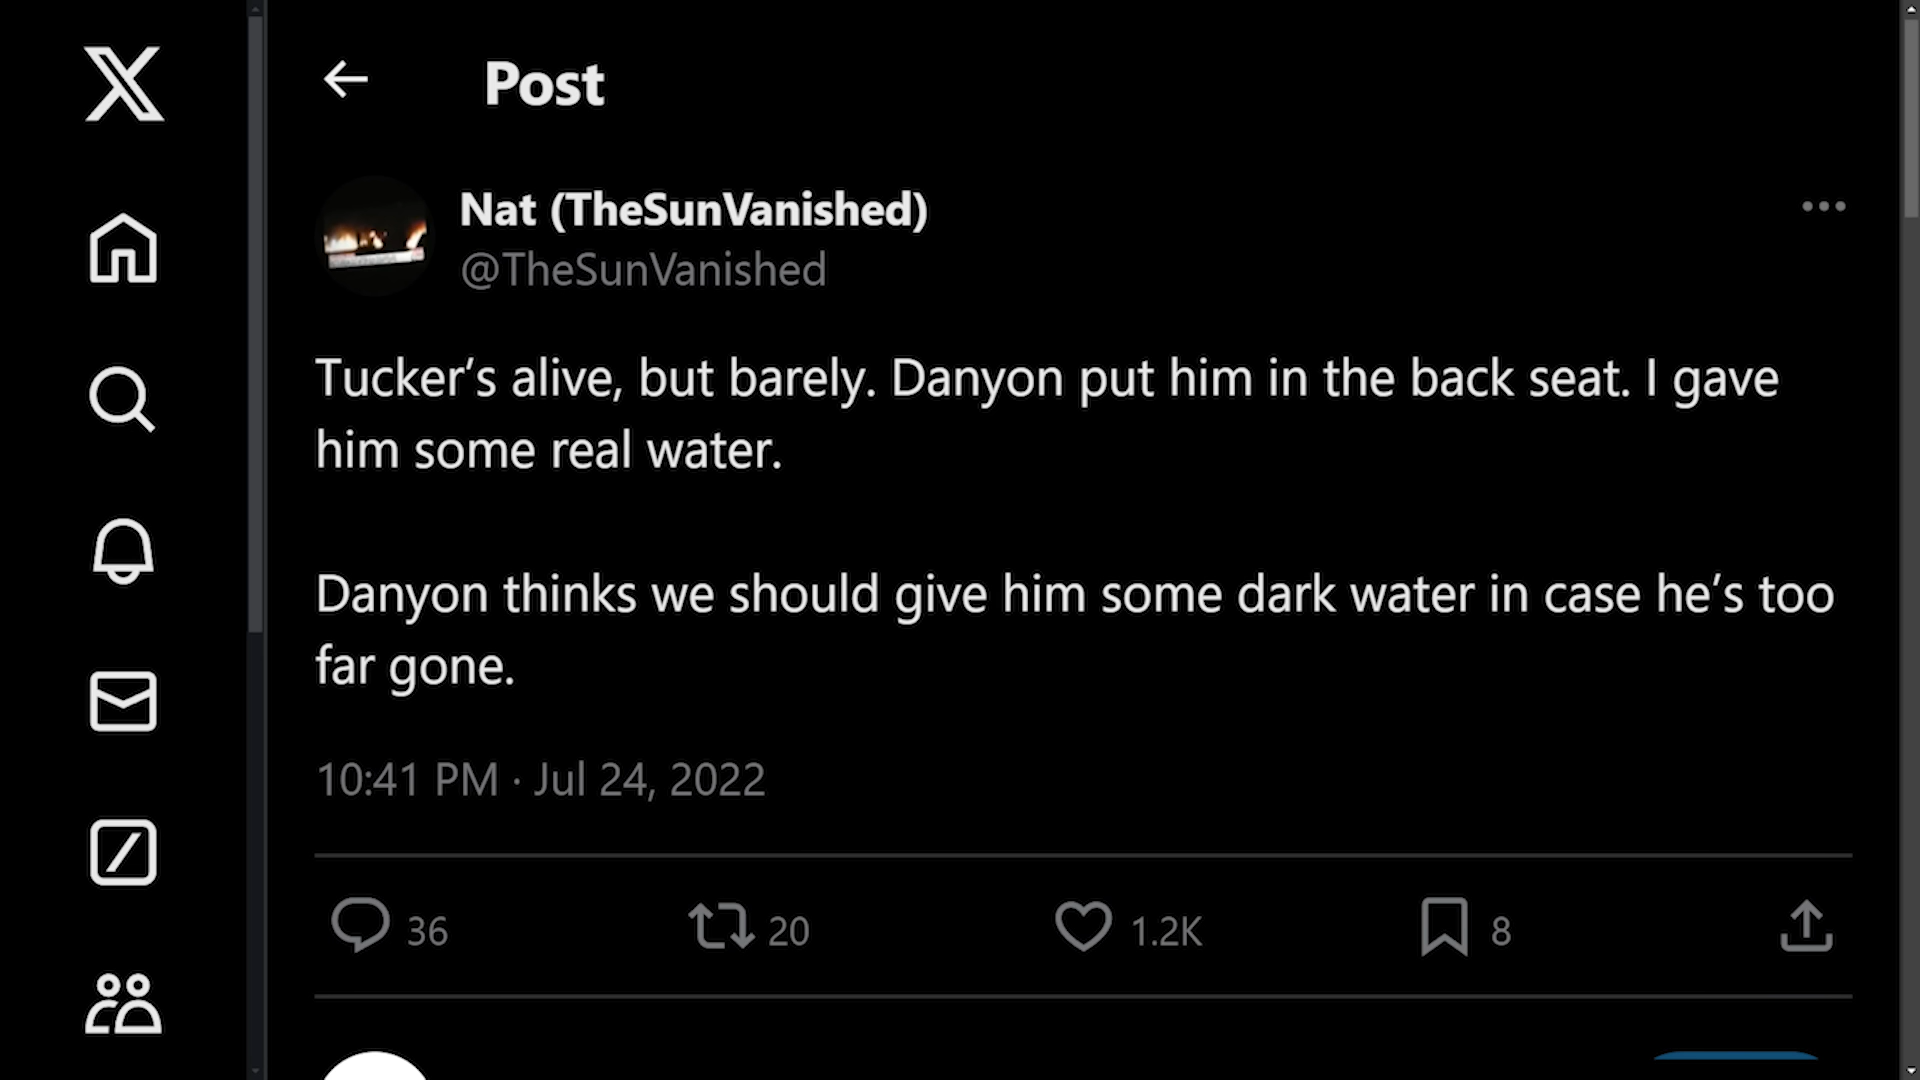 Post
Nat (TheSunVanished)
@TheSunVanished
Tucker’s alive, but barely. Danyon put him in the back seat. I gave
him some real water.
Danyon thinks we should give him some dark water in case he’s too
far gone.
10:41 PM · Jul 24, 2022
36 20 1.2K 8